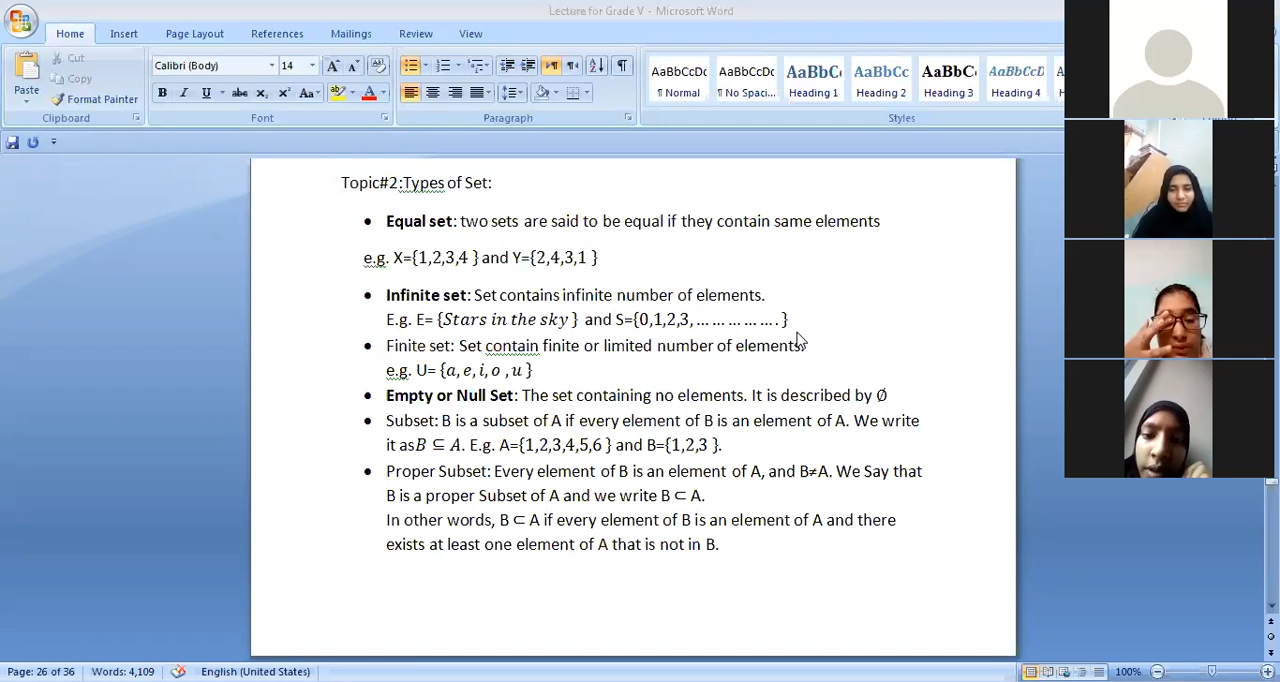 Lecture for Grade V - Microsoft Word
Home Insert Page Layout References Mailings Review View
Cut
Copy
Paste
Format Painter
Calibri (Body) 14
AaBbCcDc AaBbCcDc AaBbC AaBbCc AaBbC AaBbCcD
¶ Normal ¶ No Spaci... Heading 1 Heading 2 Heading 3 Heading 4
Clipboard Font Paragraph Styles
Topic#2:Types of Set:
• Equal set: two sets are said to be equal if they contain same elements
e.g. X={1,2,3,4 } and Y={2,4,3,1 }
• Infinite set: Set contains infinite number of elements.
E.g. E= {Stars in the sky } and S={0,1,2,3, … … … … … . }
• Finite set: Set contain finite or limited number of elements.
e.g. U= {a, e, i, o , u }
• Empty or Null Set: The set containing no elements. It is described by Ø
• Subset: B is a subset of A if every element of B is an element of A. We write
it as B ⊆ A. E.g. A={1,2,3,4,5,6 } and B={1,2,3 }.
• Proper Subset: Every element of B is an element of A, and B≠A. We Say that
B is a proper Subset of A and we write B ⊂ A.
In other words, B ⊂ A if every element of B is an element of A and there
exists at least one element of A that is not in B.
Page: 26 of 36 Words: 4,109 English (United States) 100%